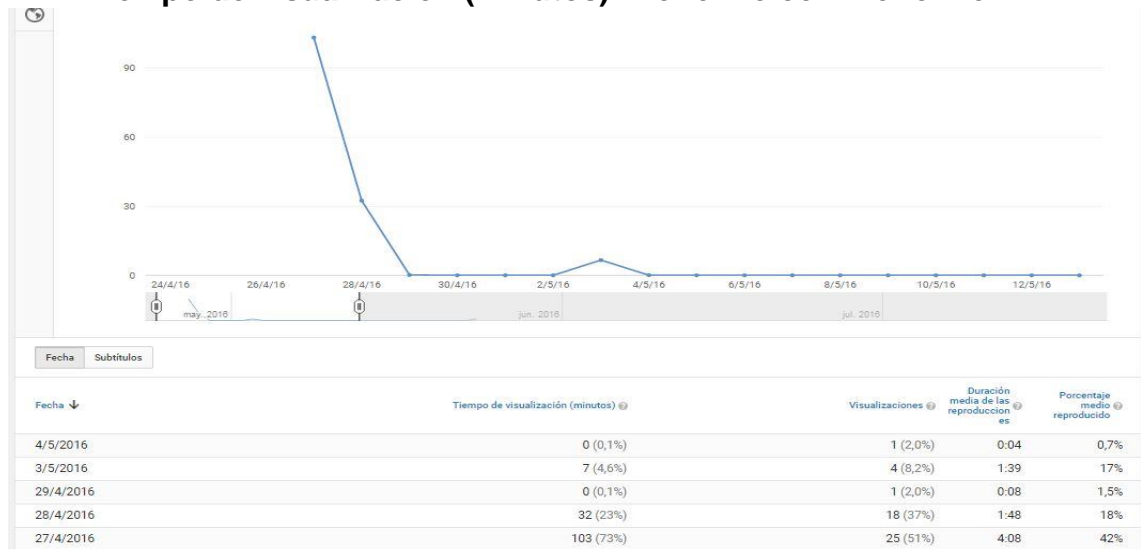 90
60
30
0
24/4/16 26/4/16 28/4/16 30/4/16 2/5/16 4/5/16 6/5/16 8/5/16 10/5/16 12/5/16
may. 2016 jun. 2016 jul. 2016
Fecha Subtítulos
Fecha Tiempo de visualización (minutos) Visualizaciones Duración media de las reproduccion es Porcentaje medio reproducido
4/5/2016 0 (0,1%) 1 (2,0%) 0:04 0,7%
3/5/2016 7 (4,6%) 4 (8,2%) 1:39 17%
29/4/2016 0 (0,1%) 1 (2,0%) 0:08 1,5%
28/4/2016 32 (23%) 18 (37%) 1:48 18%
27/4/2016 103 (73%) 25 (51%) 4:08 42%